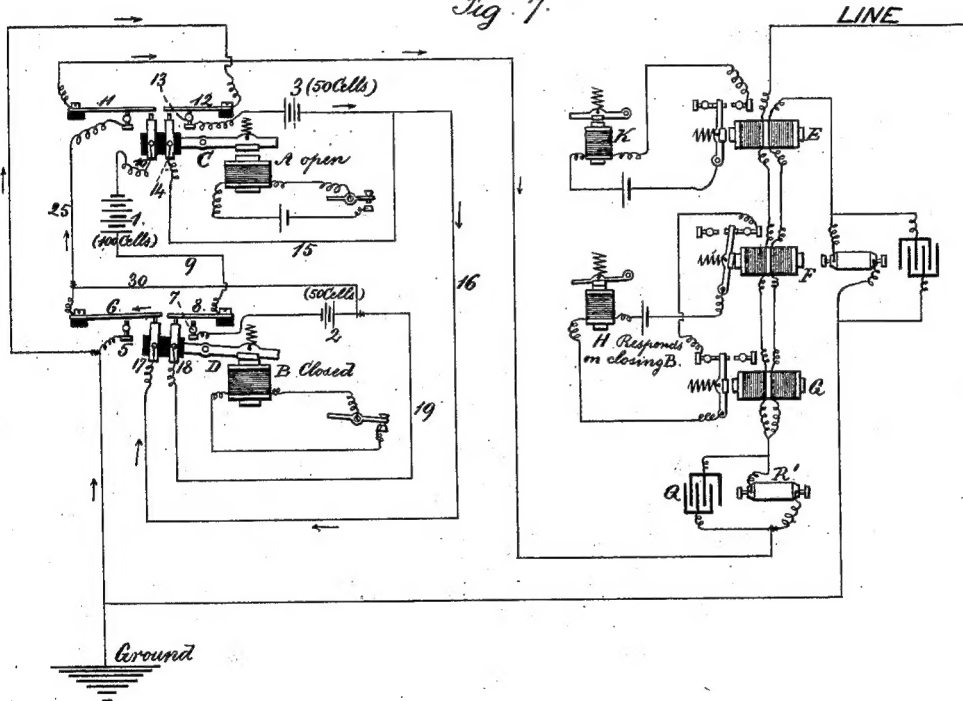 Fig. 7.
LINE
13
11
12
3 (50 Cells)
K
E
C
A open
10
14
25
1.
(100 Cells)
15
9
16
30
(50 Cells)
6.
7.
8.
2
F
5
H Responds
on closing B.
17
18
D
B Closed
G
19
R'
Q
Ground